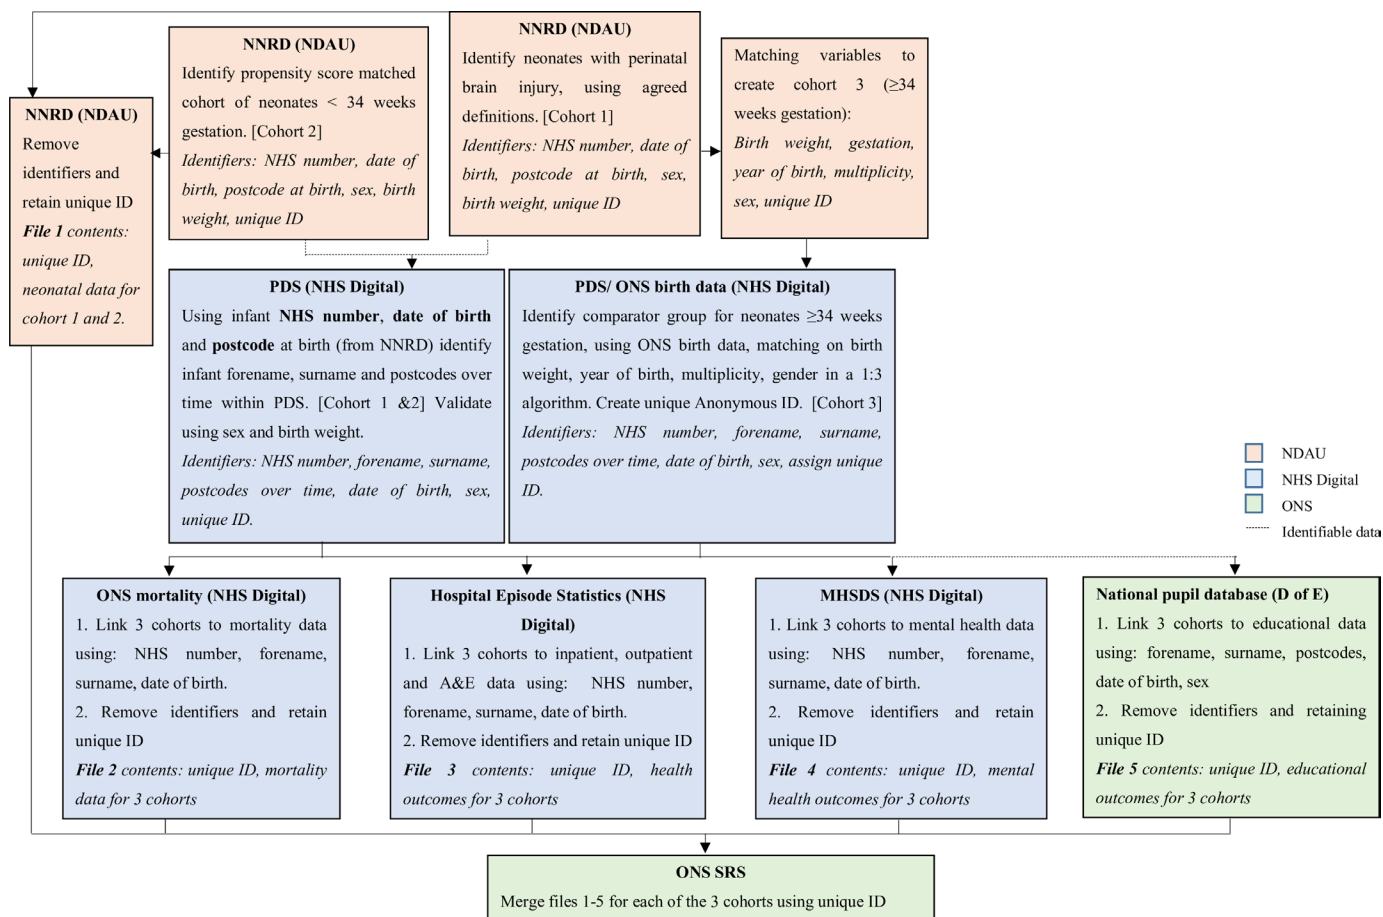 NNRD (NDAU)
Remove
identifiers and
retain unique ID
File 1 contents:
unique ID,
neonatal data for
cohort 1 and 2.
NNRD (NDAU)
Identify propensity score matched
cohort of neonates < 34 weeks
gestation. [Cohort 2]
Identifiers: NHS number, date of
birth, postcode at birth, sex, birth
weight, unique ID
NNRD (NDAU)
Identify neonates with perinatal
brain injury, using agreed
definitions. [Cohort 1]
Identifiers: NHS number, date of
birth, postcode at birth, sex,
birth weight, unique ID
Matching variables to
create cohort 3 (≥34
weeks gestation):
Birth weight, gestation,
year of birth, multiplicity,
sex, unique ID
PDS (NHS Digital)
Using infant NHS number, date of birth
and postcode at birth (from NNRD) identify
infant forename, surname and postcodes over
time within PDS. [Cohort 1 &2] Validate
using sex and birth weight.
Identifiers: NHS number, forename, surname,
postcodes over time, date of birth, sex,
unique ID.
PDS/ ONS birth data (NHS Digital)
Identify comparator group for neonates ≥34 weeks
gestation, using ONS birth data, matching on birth
weight, year of birth, multiplicity, gender in a 1:3
algorithm. Create unique Anonymous ID. [Cohort 3]
Identifiers: NHS number, forename, surname,
postcodes over time, date of birth, sex, assign unique
ID.
NDAU
NHS Digital
ONS
Identifiable data
ONS mortality (NHS Digital)
1. Link 3 cohorts to mortality data
using: NHS number, forename,
surname, date of birth.
2. Remove identifiers and retain
unique ID
File 2 contents: unique ID, mortality
data for 3 cohorts
Hospital Episode Statistics (NHS
Digital)
1. Link 3 cohorts to inpatient, outpatient
and A&E data using: NHS number,
forename, surname, date of birth.
2. Remove identifiers and retain unique ID
File 3 contents: unique ID, health
outcomes for 3 cohorts
MHSDS (NHS Digital)
1. Link 3 cohorts to mental health data
using: NHS number, forename,
surname, date of birth.
2. Remove identifiers and retain
unique ID
File 4 contents: unique ID, mental
health outcomes for 3 cohorts
National pupil database (D of E)
1. Link 3 cohorts to educational data
using: forename, surname, postcodes,
date of birth, sex
2. Remove identifiers and retaining
unique ID
File 5 contents: unique ID, educational
outcomes for 3 cohorts
ONS SRS
Merge files 1-5 for each of the 3 cohorts using unique ID